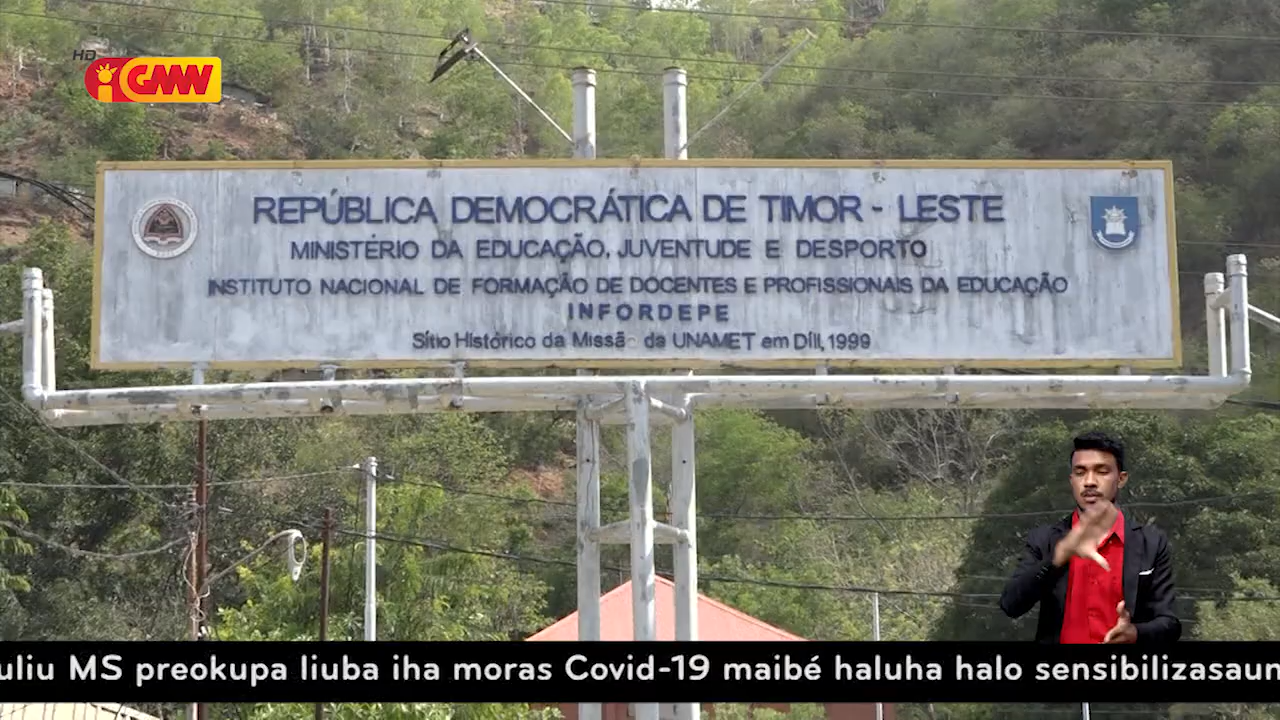 HD
GMN
REPÚBLICA DEMOCRÁTICA DE TIMOR - LESTE
MINISTÉRIO DA EDUCAÇÃO, JUVENTUDE E DESPORTO
INSTITUTO NACIONAL DE FORMAÇÃO DE DOCENTES E PROFISSIONAIS DA EDUCAÇÃO
INFORDEPE
Sítio Histórico da Missã da UNAMET em Díli, 1999
uliu MS preokupa liuba iha moras Covid-19 maibé haluha halo sensibilizasaun